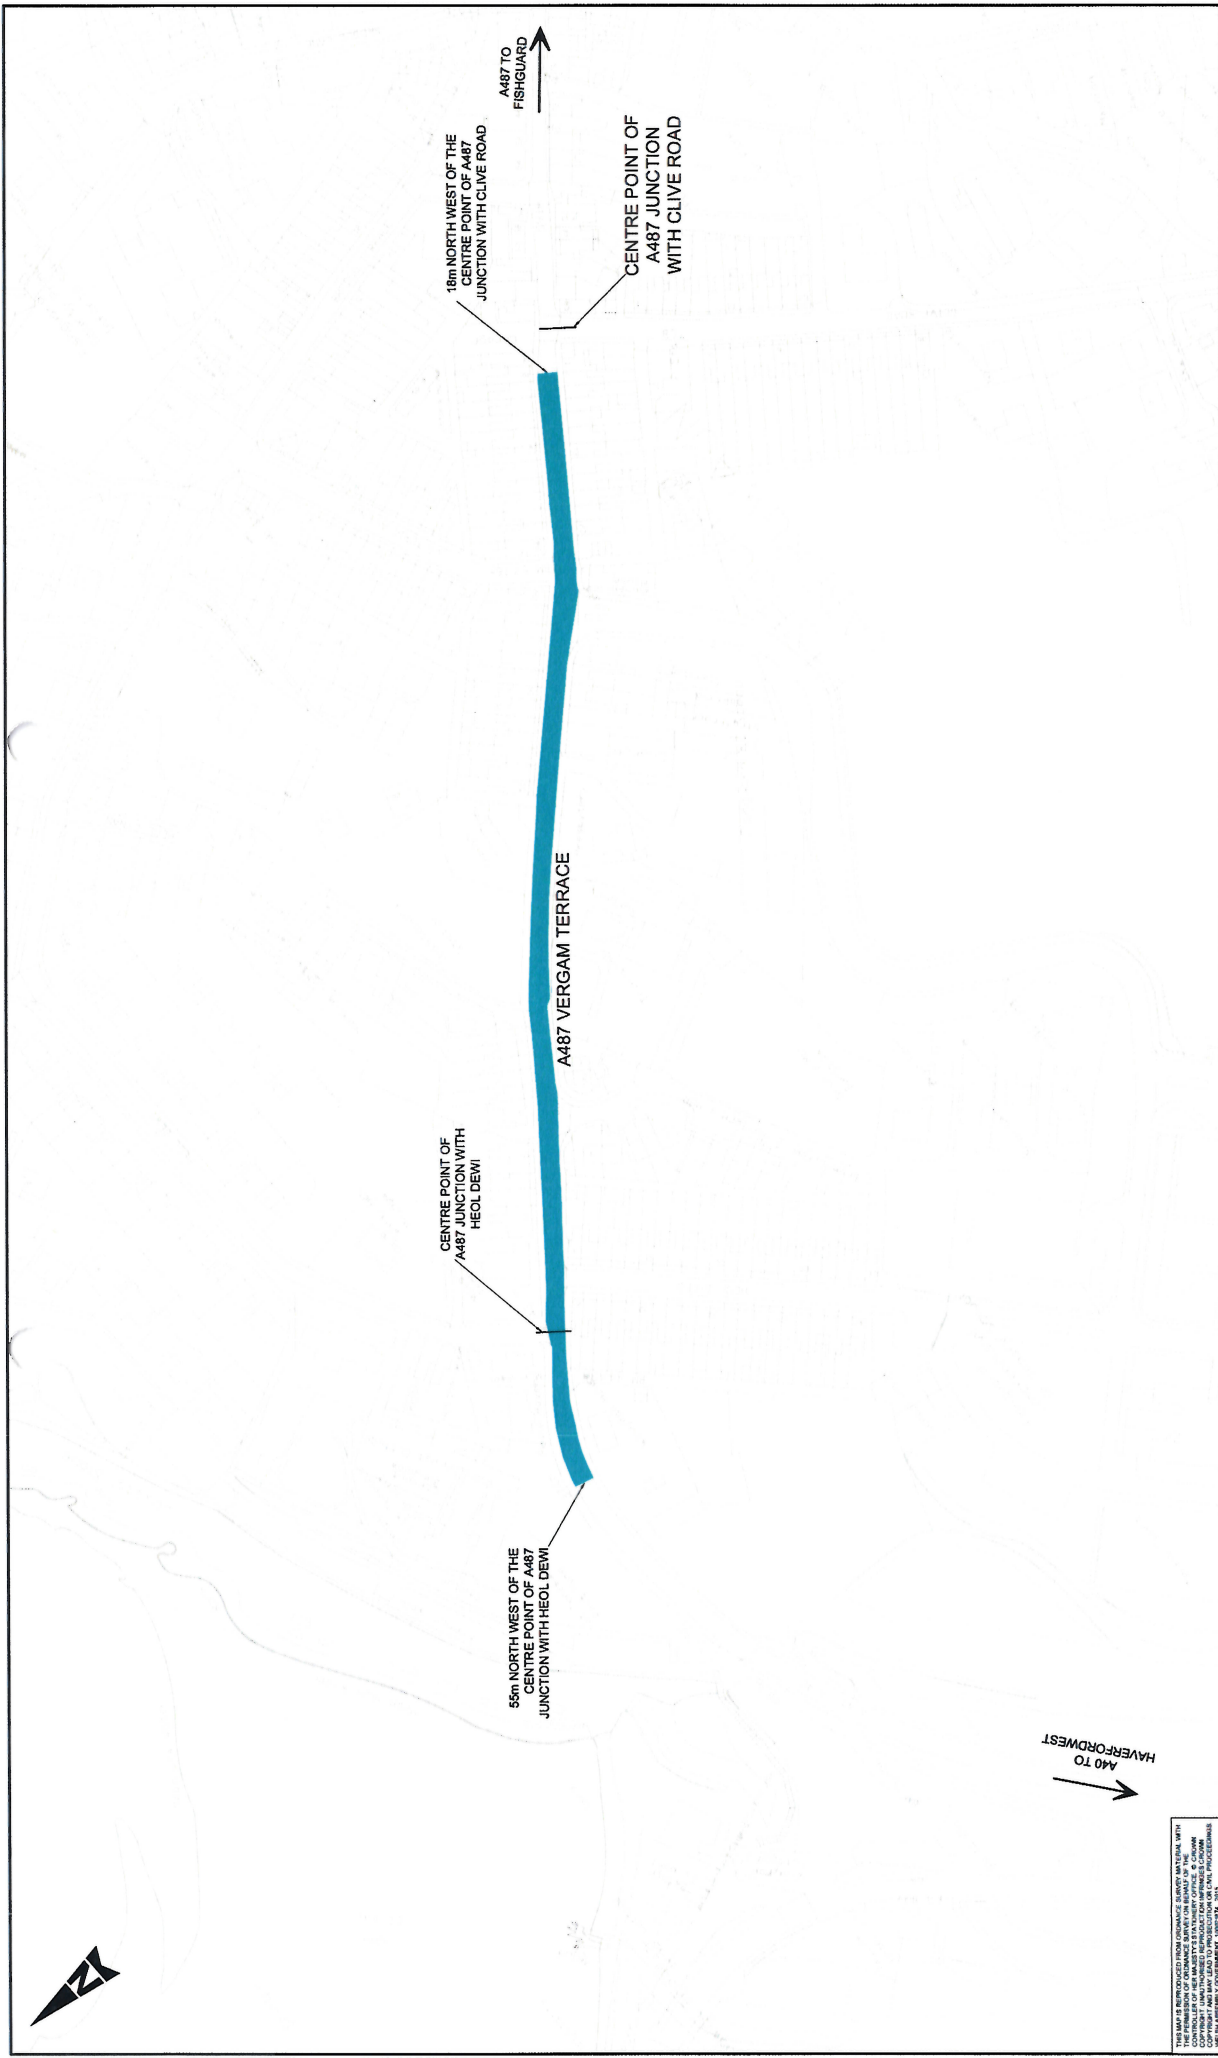 A487 TO
FISHGUARD
18m NORTH WEST OF THE
CENTRE POINT OF A487
JUNCTION WITH CLIVE ROAD
CENTRE POINT OF
A487 JUNCTION
WITH CLIVE ROAD
A487 VERGAM TERRACE
CENTRE POINT OF
A487 JUNCTION WITH
HEOL DEWI
55m NORTH WEST OF THE
CENTRE POINT OF A487
JUNCTION WITH HEOL DEWI
A40 TO
HAVERFORDWEST
N
THIS MAP IS REPRODUCED FROM ORDNANCE SURVEY MATERIAL WITH
THE PERMISSION OF ORDNANCE SURVEY ON BEHALF OF THE
CONTROLLER OF HER MAJESTY'S STATIONERY OFFICE. © CROWN
COPYRIGHT. UNAUTHORISED REPRODUCTION INFRINGES CROWN
COPYRIGHT AND MAY LEAD TO PROSECUTION OR CIVIL PROCEEDINGS.